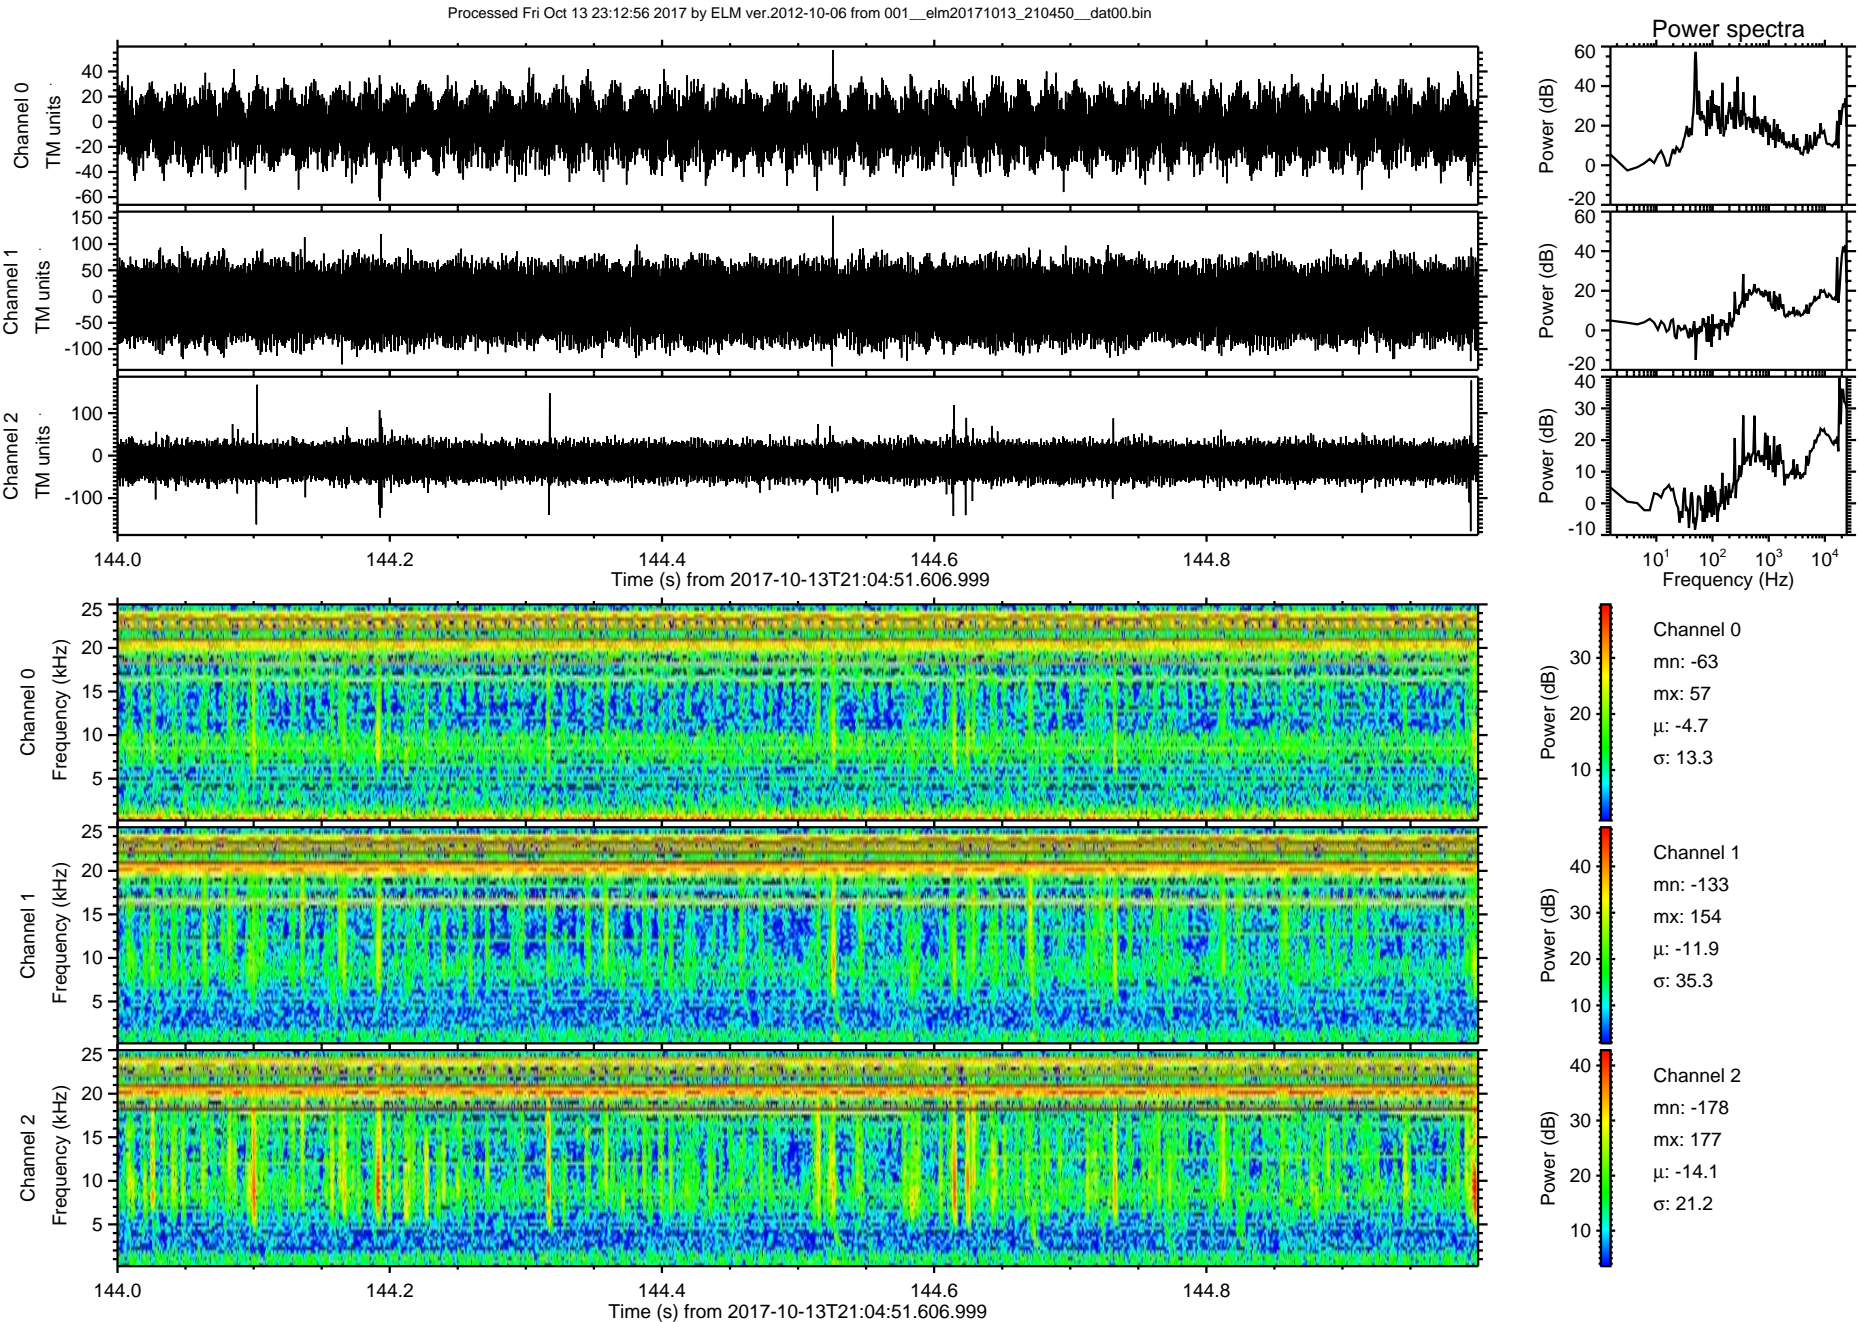 Processed Fri Oct 13 23:12:56 2017 by ELM ver.2012-10-06 from 001__elm20171013_210450__dat00.bin
Power spectra
Channel 0
TM units
40
20
0
-20
-40
-60
Power (dB)
60
40
20
0
-20
Channel 1
TM units
150
100
50
0
-50
-100
Power (dB)
60
40
20
0
-20
Channel 2
TM units
100
0
-100
Power (dB)
40
30
20
10
0
-10
144.0 144.2 144.4 144.6 144.8
Time (s) from 2017-10-13T21:04:51.606.999
10¹ 10² 10³ 10⁴
Frequency (Hz)
Channel 0
Frequency (kHz)
25
20
15
10
5
Power (dB)
30
20
10
Channel 0
mn: -63
mx: 57
μ: -4.7
σ: 13.3
Channel 1
Frequency (kHz)
25
20
15
10
5
Power (dB)
40
30
20
10
Channel 1
mn: -133
mx: 154
μ: -11.9
σ: 35.3
Channel 2
Frequency (kHz)
25
20
15
10
5
Power (dB)
40
30
20
10
Channel 2
mn: -178
mx: 177
μ: -14.1
σ: 21.2
144.0 144.2 144.4 144.6 144.8
Time (s) from 2017-10-13T21:04:51.606.999